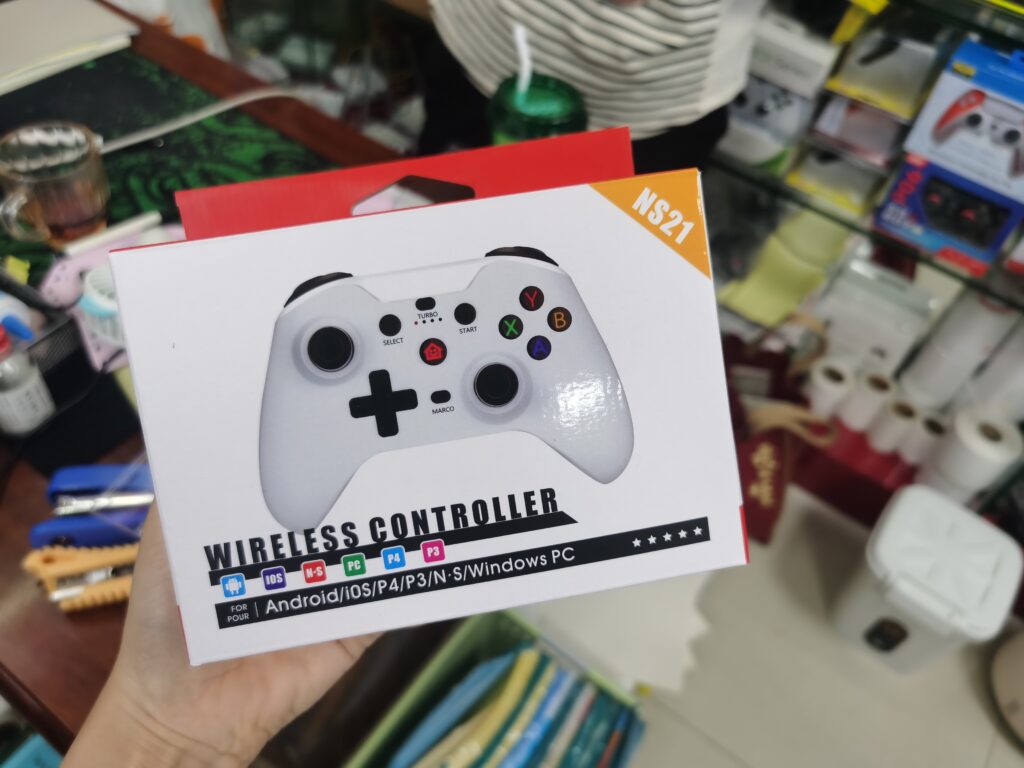 NS21
TURBO
SELECT
START
Y
X
B
A
MARCO
WIRELESS CONTROLLER
iOS N-S PC P4 P3
FOR
POUR
Android/iOS/P4/P3/N·S/Windows PC